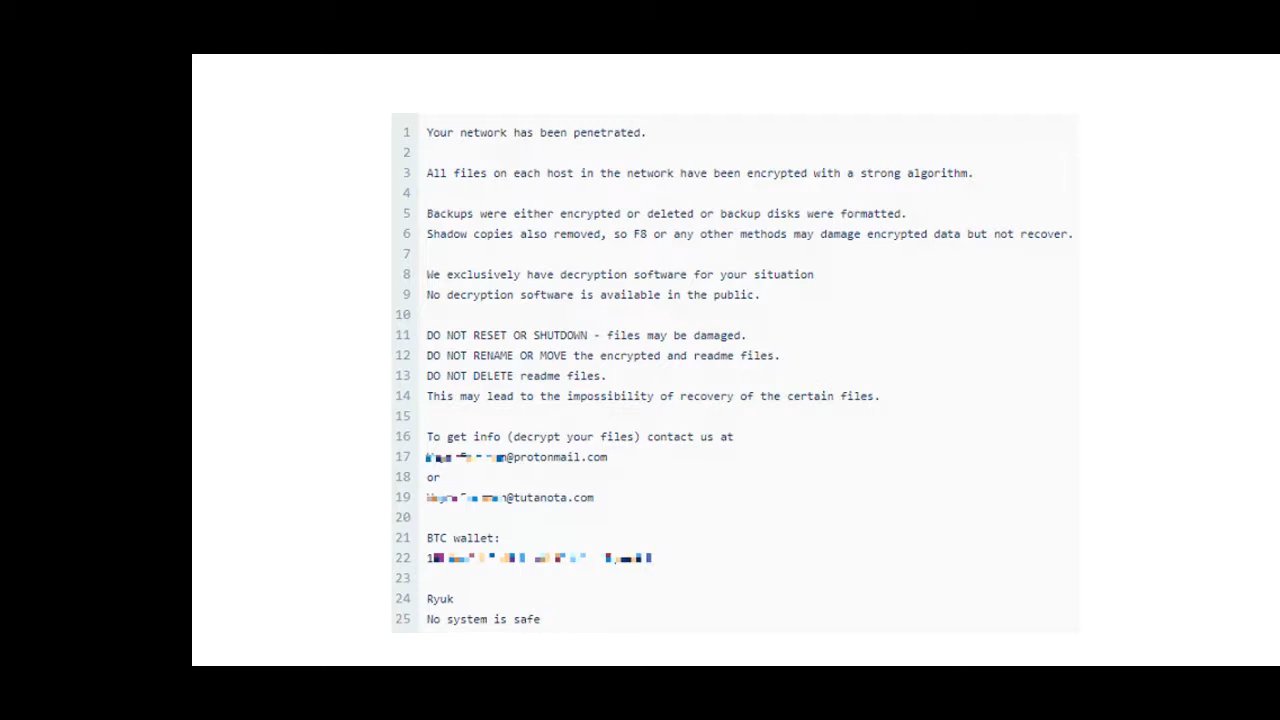 1 Your network has been penetrated.
2
3 All files on each host in the network have been encrypted with a strong algorithm.
4
5 Backups were either encrypted or deleted or backup disks were formatted.
6 Shadow copies also removed, so F8 or any other methods may damage encrypted data but not recover.
7
8 We exclusively have decryption software for your situation
9 No decryption software is available in the public.
10
11 DO NOT RESET OR SHUTDOWN - files may be damaged.
12 DO NOT RENAME OR MOVE the encrypted and readme files.
13 DO NOT DELETE readme files.
14 This may lead to the impossibility of recovery of the certain files.
15
16 To get info (decrypt your files) contact us at
17 @protonmail.com
18 or
19 @tutanota.com
20
21 BTC wallet:
22 1
23
24 Ryuk
25 No system is safe